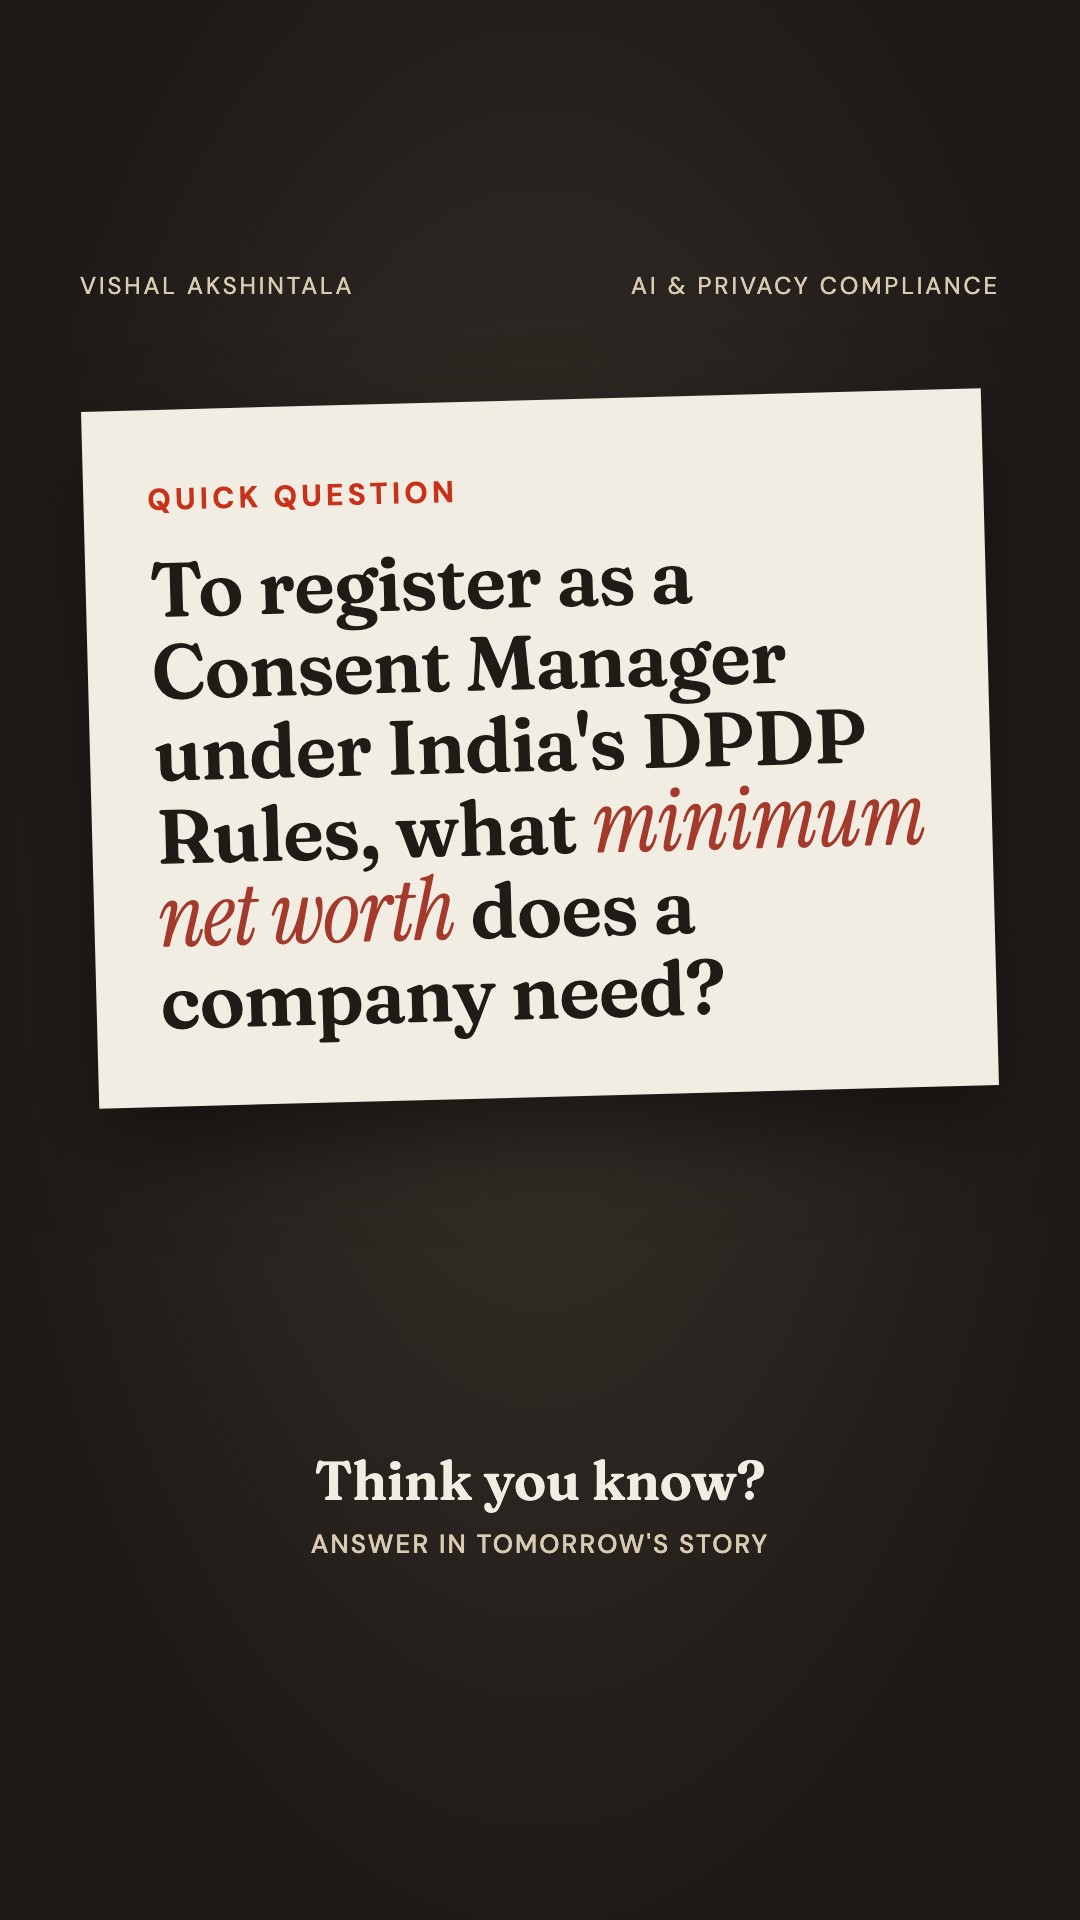 VISHAL AKSHINTALA
AI & PRIVACY COMPLIANCE
QUICK QUESTION
To register as a
Consent Manager
under India's DPDP
Rules, what minimum
net worth does a
company need?
Think you know?
ANSWER IN TOMORROW'S STORY